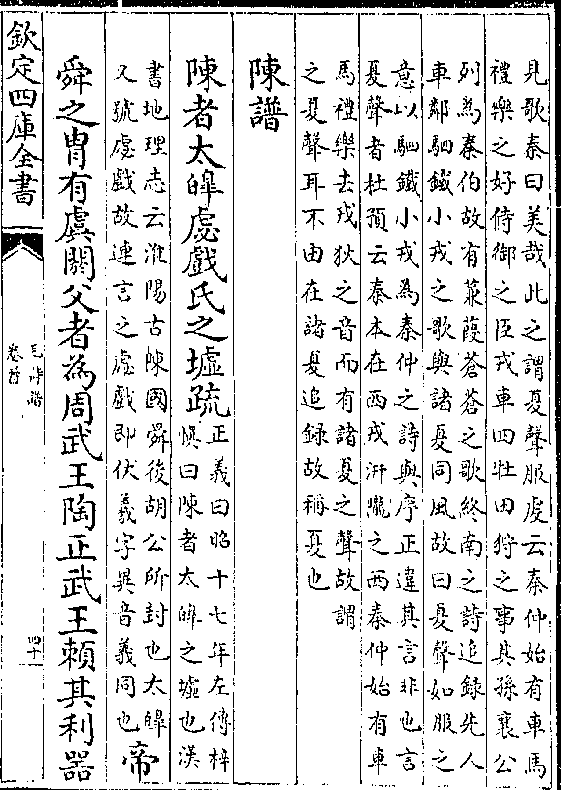 見歌秦曰美哉此之謂夏聲服虔云秦仲始有車馬
禮樂之好侍御之臣戎車四牡田狩之事其孫襄公
列為秦伯故有蒹葭蒼蒼之歌終南之詩追錄先人
車鄰駟鐵小戎之歌與諸夏同風故曰夏聲如服之
意以駟鐵小戎為秦仲之詩與序正違其言非也言
夏聲者杜預云秦本在西戎汧隴之西秦仲始有車
馬禮樂去戎狄之音而有諸夏之聲故謂
之夏聲耳不由在諸夏追録故稱夏也
陳譜
陳者太皥虙戲氏之墟疏
正義曰昭十七年左傳梓
慎曰陳者太皥之墟也漢
書地理志云淮陽古陳國舜後胡公所封也太皥
又號虙戲故連言之虙戲即伏羲字異音義同也
帝
舜之胄有虞閼父者為周武王陶正武王賴其利器
欽定四庫全書
毛詩譜
卷首
四十一